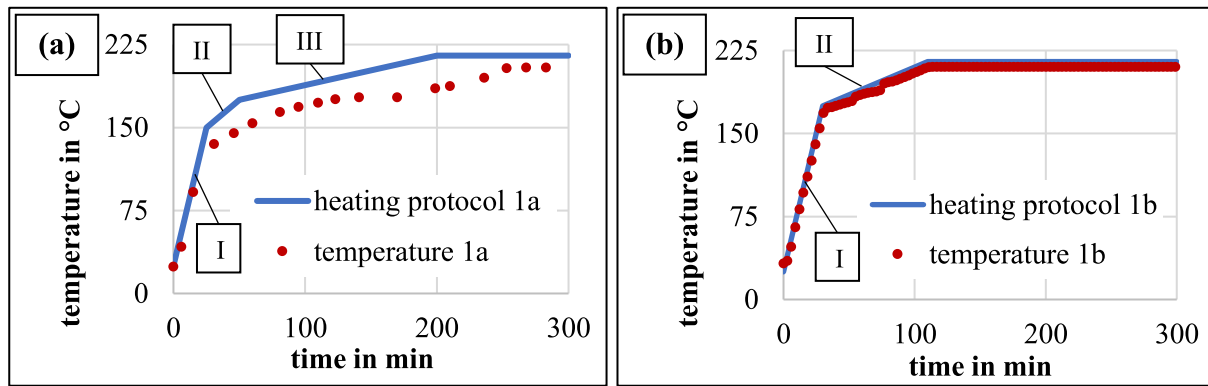 (a)
II
III
I
225
150
75
0
temperature in °C
heating protocol 1a
temperature 1a
0 100 200 300
time in min
(b)
II
I
225
150
75
0
temperature in °C
heating protocol 1b
temperature 1b
0 100 200 300
time in min